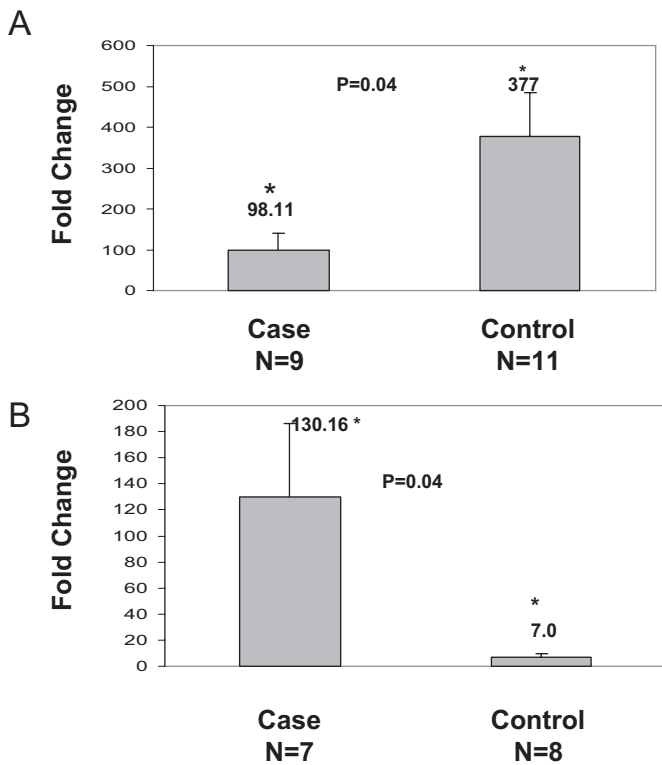 A
Fold Change
600
500
400
300
200
100
0
P=0.04
*
377
*
98.11
Case
N=9
Control
N=11
B
Fold Change
200
180
160
140
120
100
80
60
40
20
0
130.16 *
P=0.04
*
7.0
Case
N=7
Control
N=8